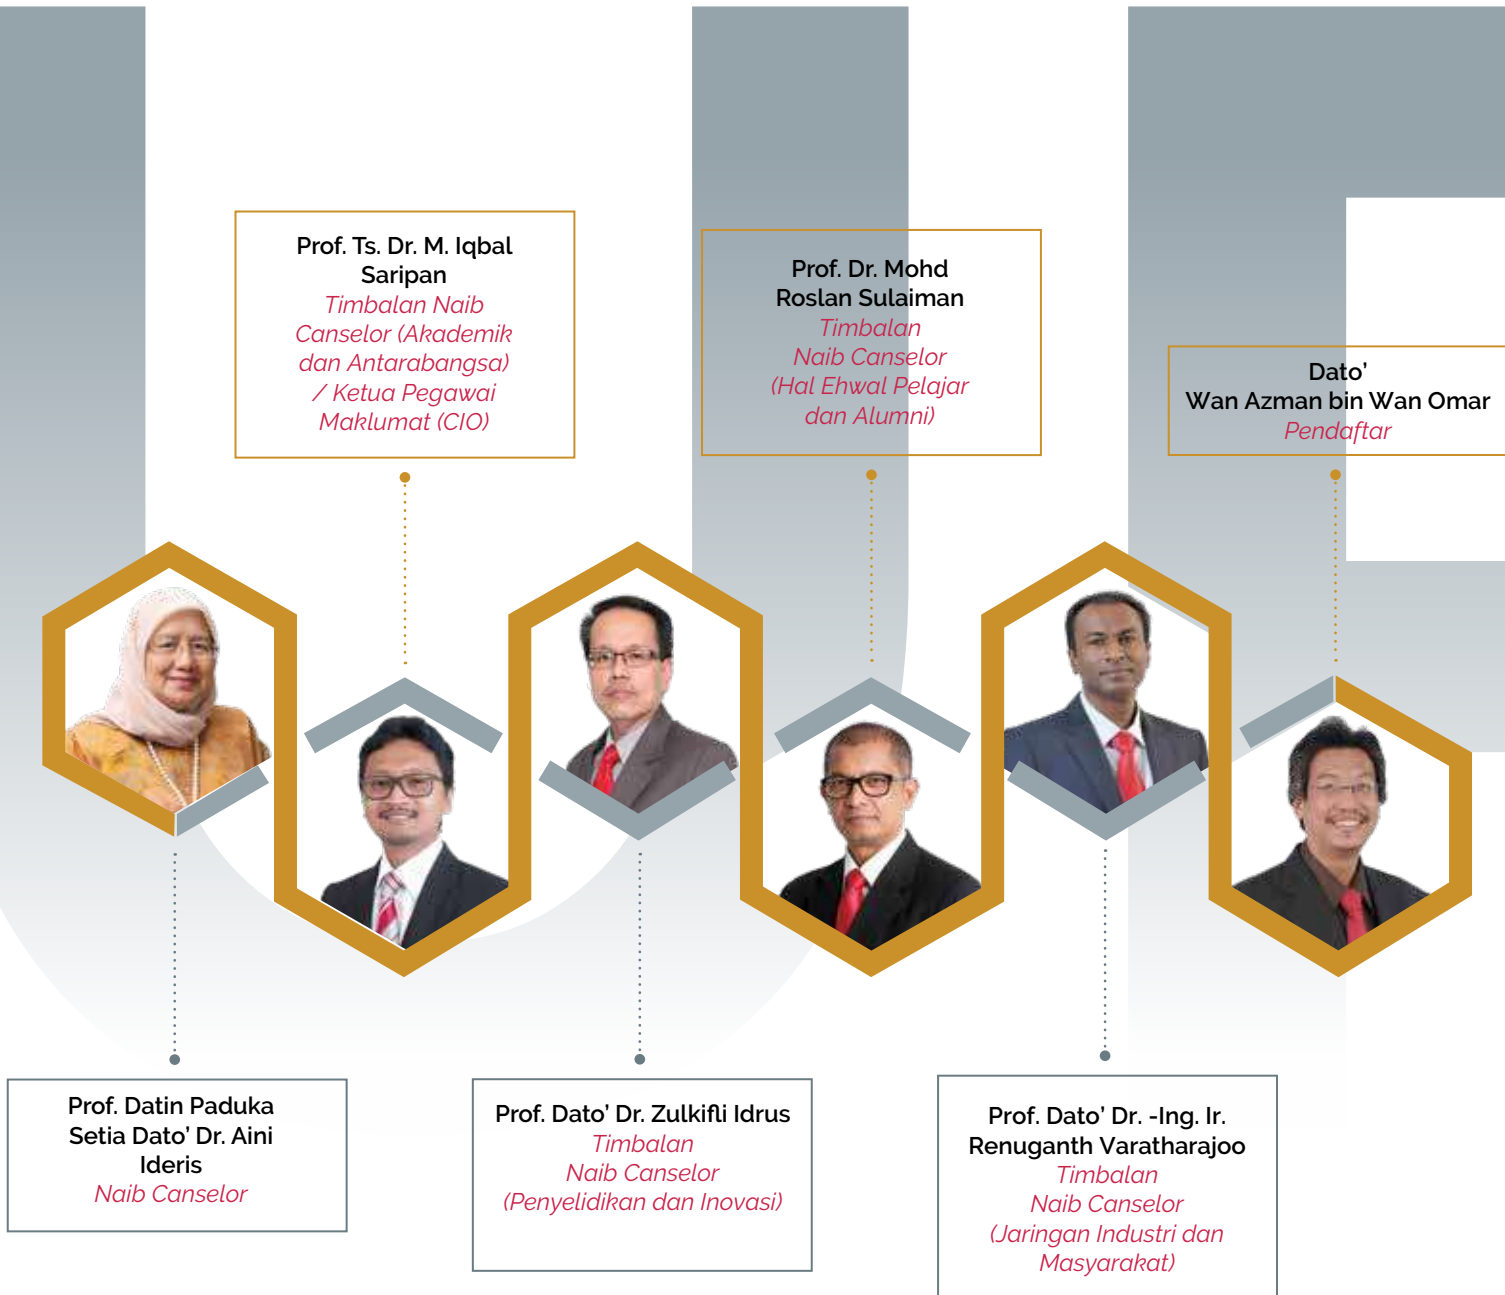 Prof. Ts. Dr. M. Iqbal
Saripan
Timbalan Naib
Canselor (Akademik
dan Antarabangsa)
/ Ketua Pegawai
Maklumat (CIO)
Prof. Dr. Mohd
Roslan Sulaiman
Timbalan
Naib Canselor
(Hal Ehwal Pelajar
dan Alumni)
Dato’
Wan Azman bin Wan Omar
Pendaftar
Prof. Datin Paduka
Setia Dato’ Dr. Aini
Ideris
Naib Canselor
Prof. Dato’ Dr. Zulkifli Idrus
Timbalan
Naib Canselor
(Penyelidikan dan Inovasi)
Prof. Dato’ Dr. -Ing. Ir.
Renuganth Varatharajoo
Timbalan
Naib Canselor
(Jaringan Industri dan
Masyarakat)